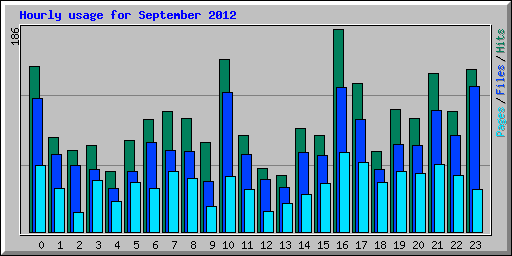 Hourly usage for September 2012
186
0 1 2 3 4 5 6 7 8 9 10 11 12 13 14 15 16 17 18 19 20 21 22 23
Pages/Files/Hits